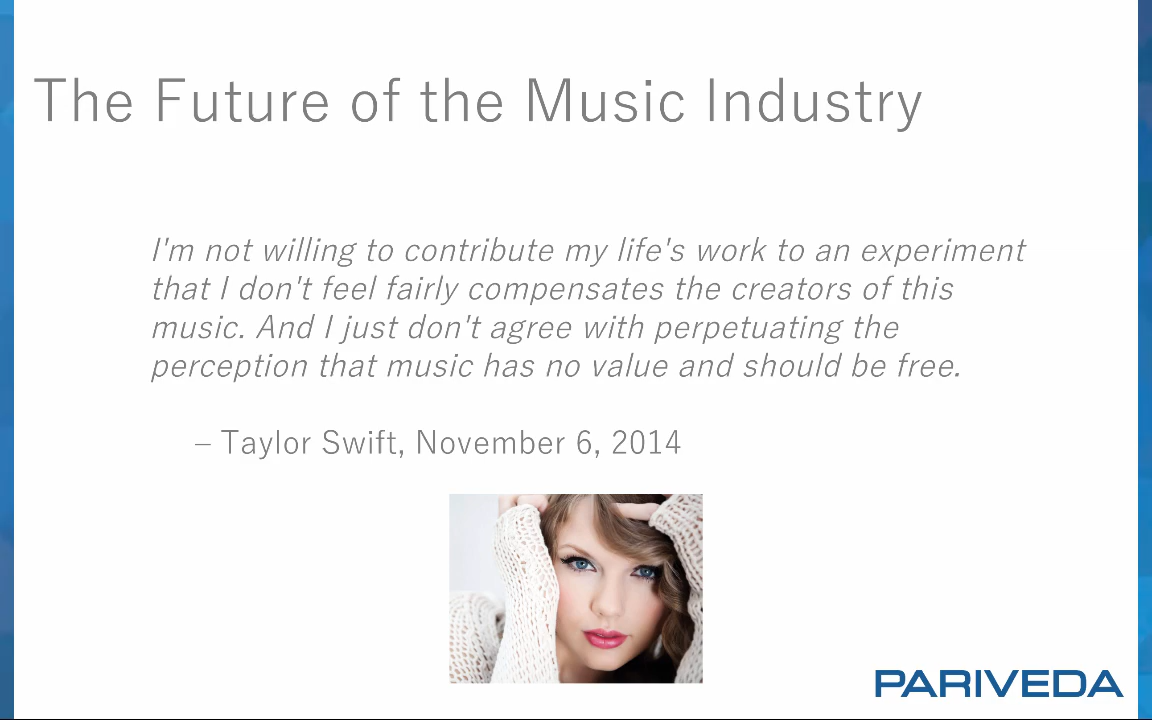 The Future of the Music Industry
I'm not willing to contribute my life's work to an experiment
that I don't feel fairly compensates the creators of this
music. And I just don't agree with perpetuating the
perception that music has no value and should be free.
– Taylor Swift, November 6, 2014
PARIVEDA